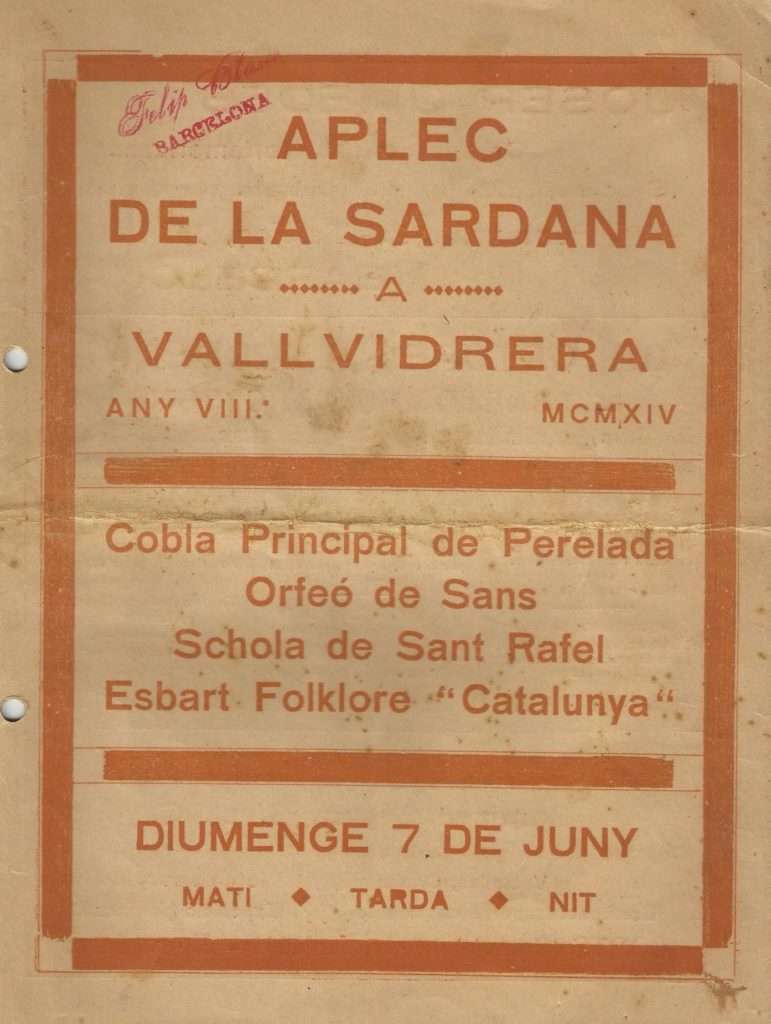 Felip
BARCELONA
APLEC
DE LA SARDANA
A
VALLVIDRERA
ANY VIII.º
MCMXIV
Cobla Principal de Perelada
Orfeó de Sans
Schola de Sant Rafel
Esbart Folklore “Catalunya“
DIUMENGE 7 DE JUNY
MATI ◆ TARDA ◆ NIT